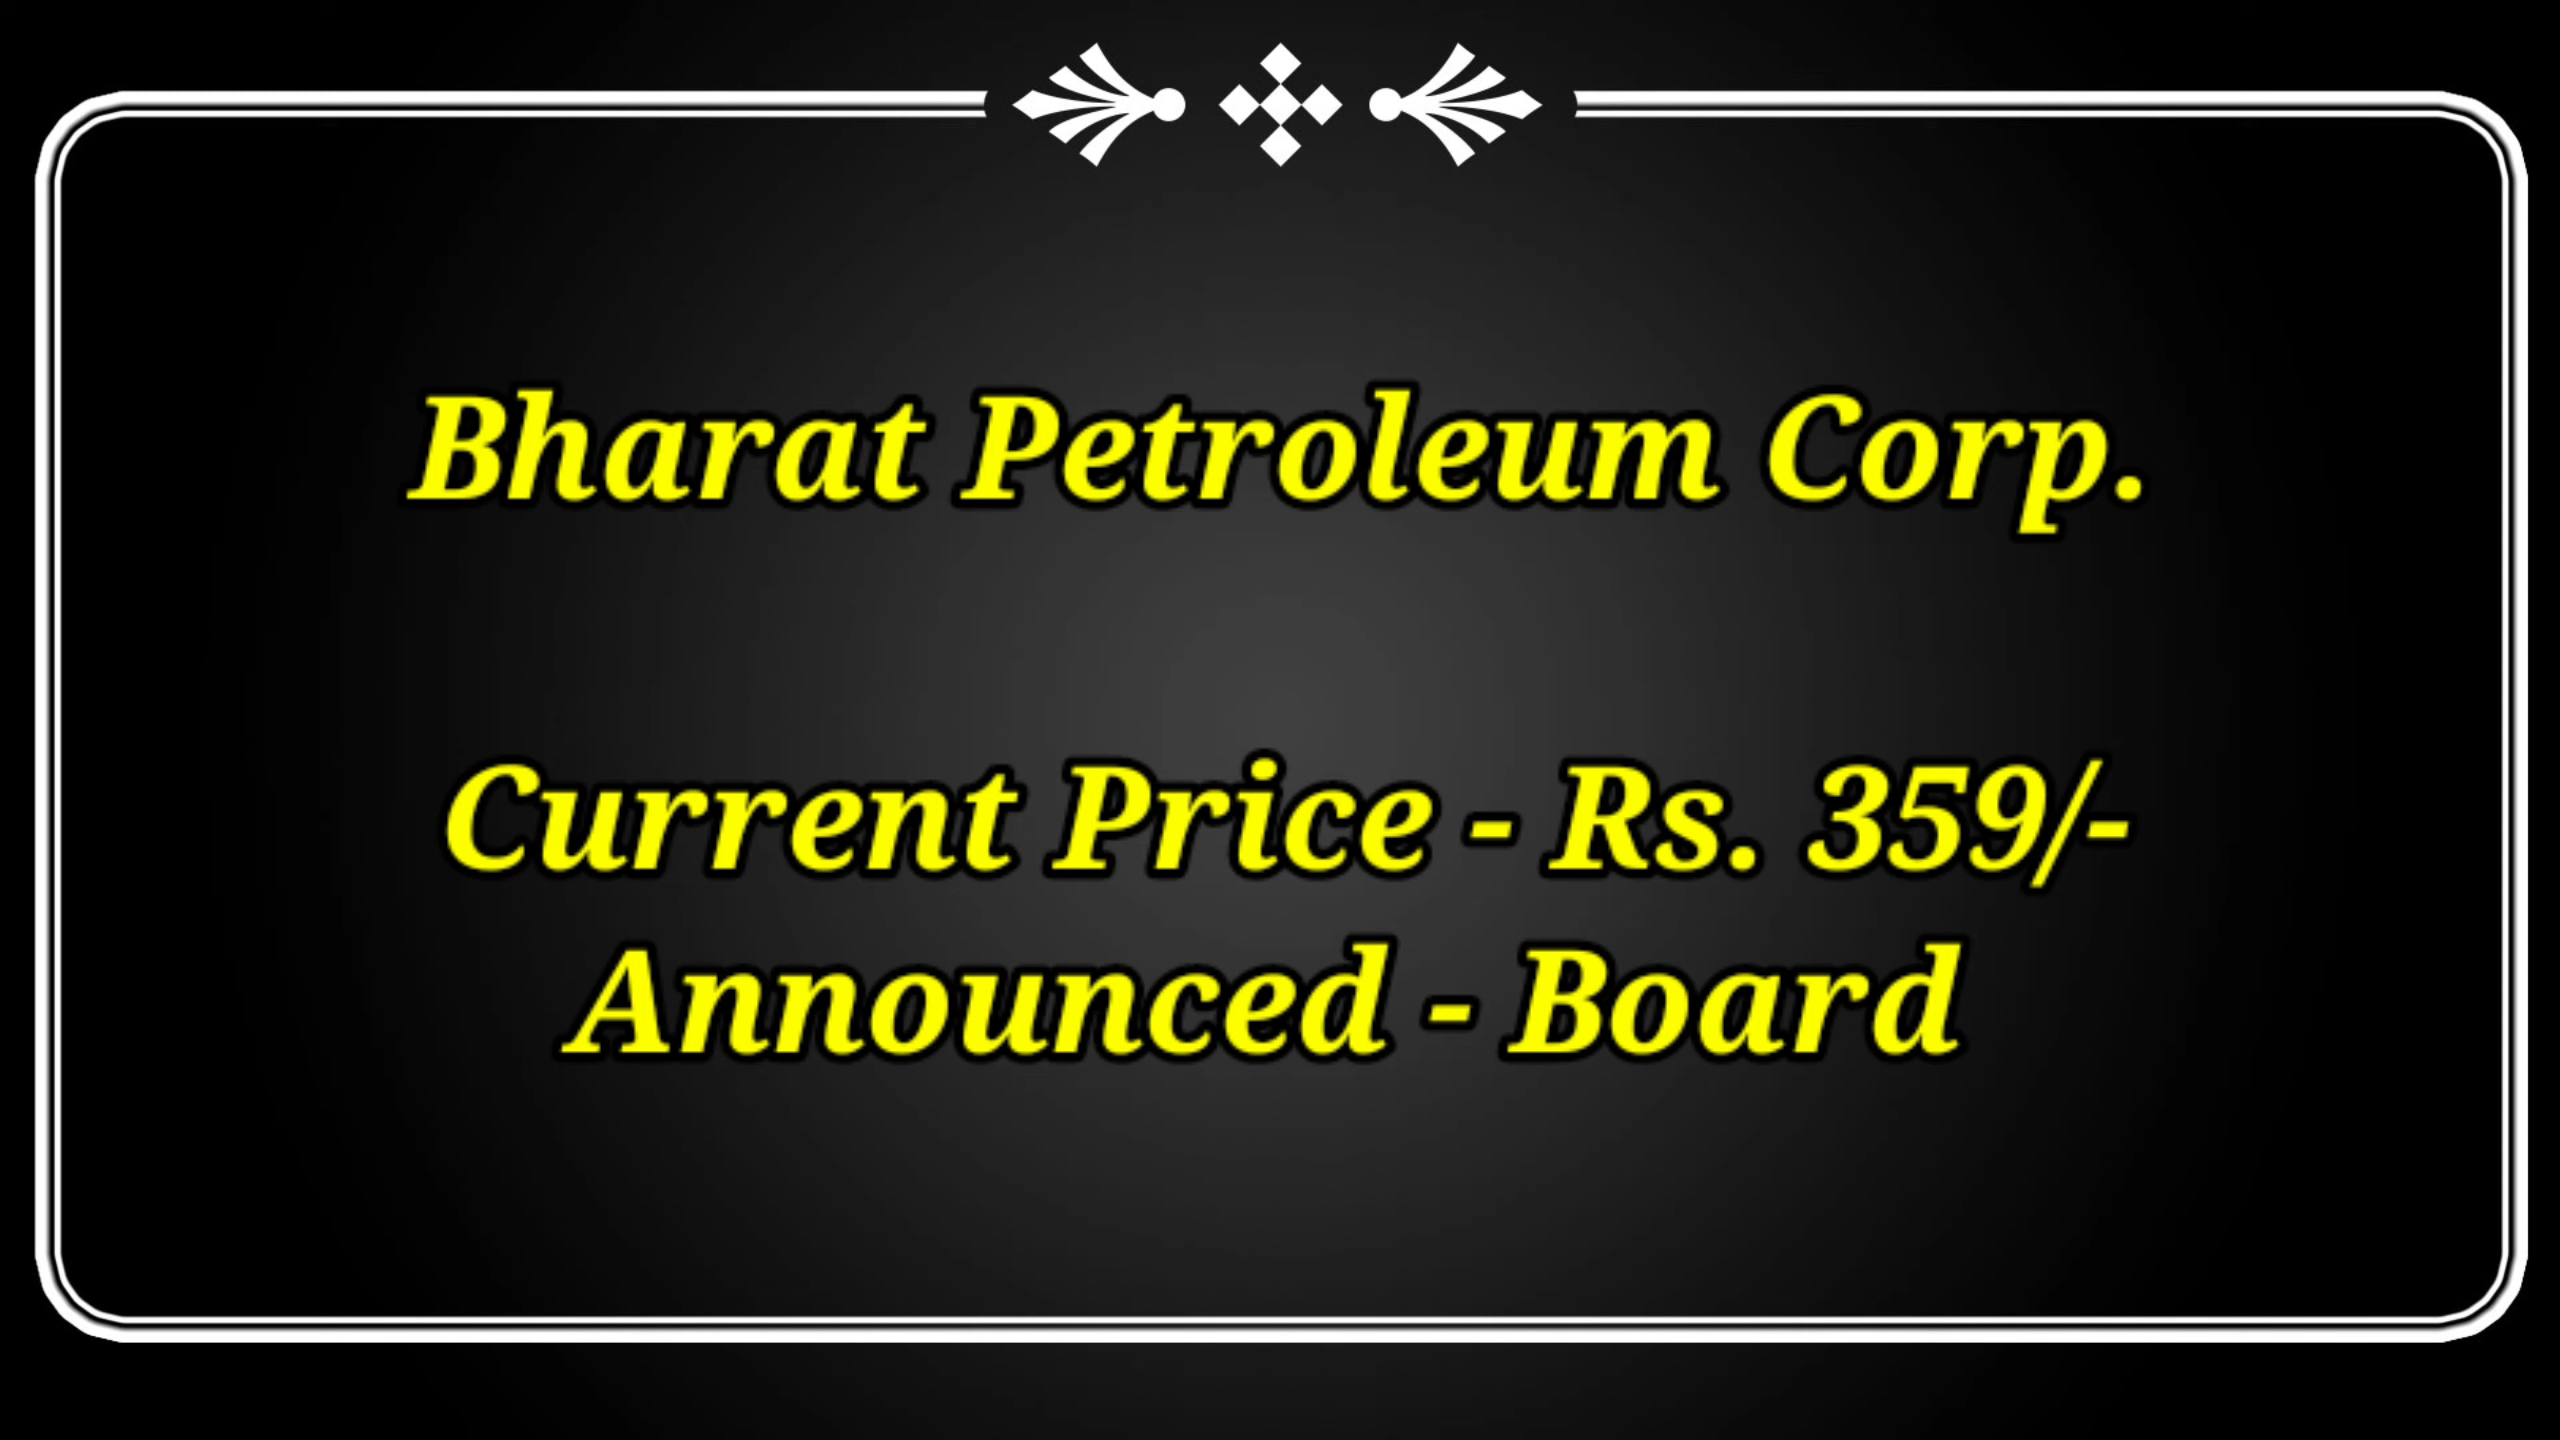 Bharat Petroleum Corp.
Current Price - Rs. 359/-
Announced - Board